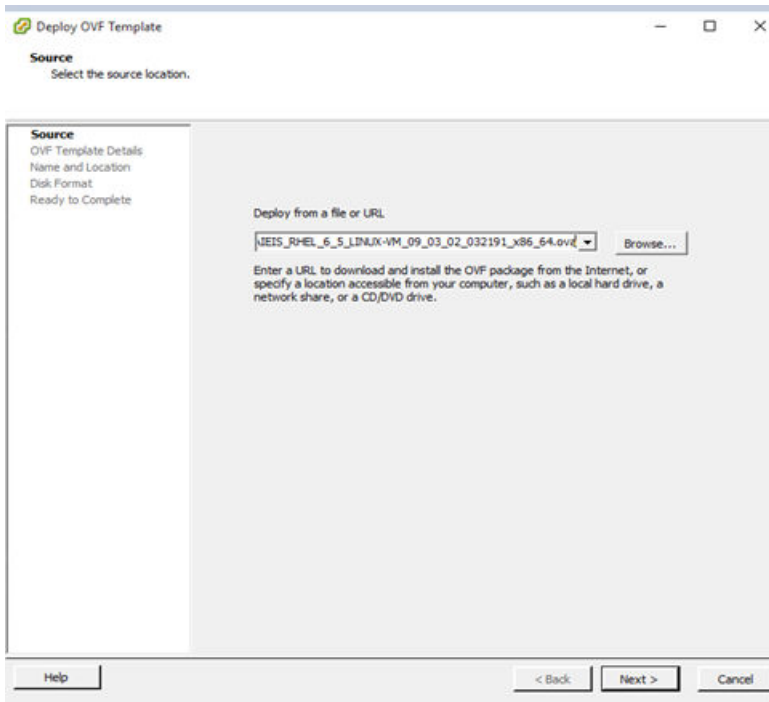 Deploy OVF Template
Source
Select the source location.
Source
OVF Template Details
Name and Location
Disk Format
Ready to Complete
Deploy from a file or URL
IEIS_RHEL_6_5_LINUX-VM_09_03_02_032191_x86_64.ova
Browse...
Enter a URL to download and install the OVF package from the Internet, or
specify a location accessible from your computer, such as a local hard drive, a
network share, or a CD/DVD drive.
Help
< Back
Next >
Cancel